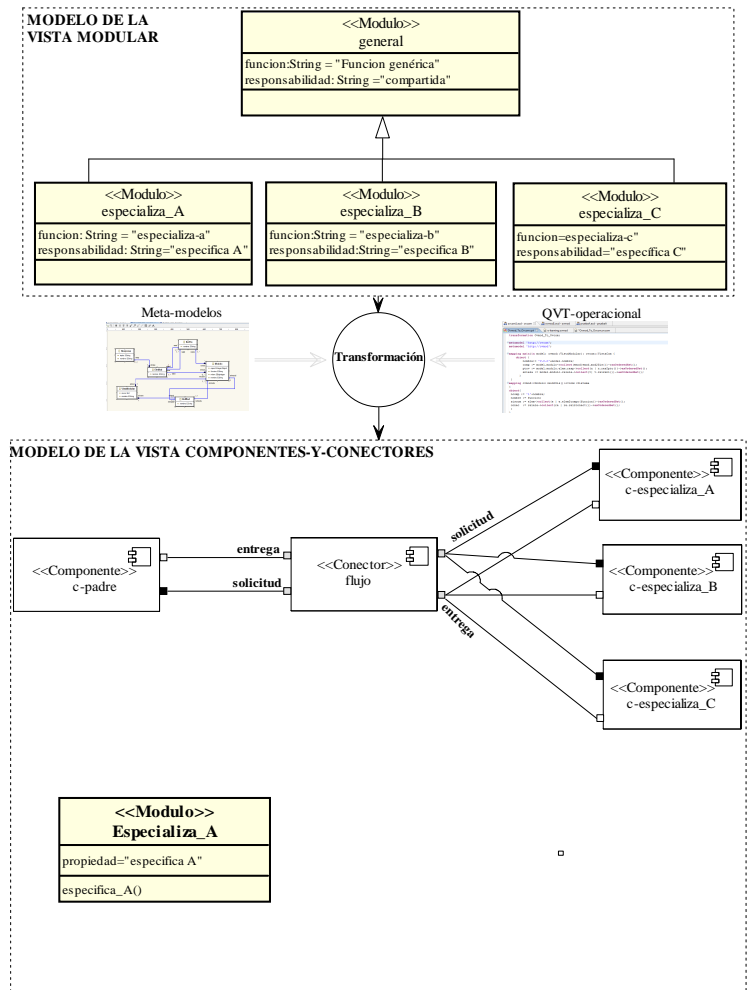 MODELO DE LA
VISTA MODULAR
<<Modulo>>
general
funcion:String = "Funcion genérica"
responsabilidad: String ="compartida"
<<Modulo>>
especializa_A
funcion: String = "especializa-a"
responsabilidad: String="especifica A"
<<Modulo>>
especializa_B
funcion:String = "especializa-b"
responsabilidad:String="especifica B"
<<Modulo>>
especializa_C
funcion=especializa-c"
responsabilidad="específica C"
Meta-modelos
Transformación
QVT-operacional
MODELO DE LA VISTA COMPONENTES-Y-CONECTORES
<<Componente>>
c-padre
entrega
solicitud
<<Conector>>
flujo
solicitud
entrega
<<Componente>>
c-especializa_A
<<Componente>>
c-especializa_B
<<Componente>>
c-especializa_C
<<Modulo>>
Especializa_A
propiedad="especifica A"
especifica_A()